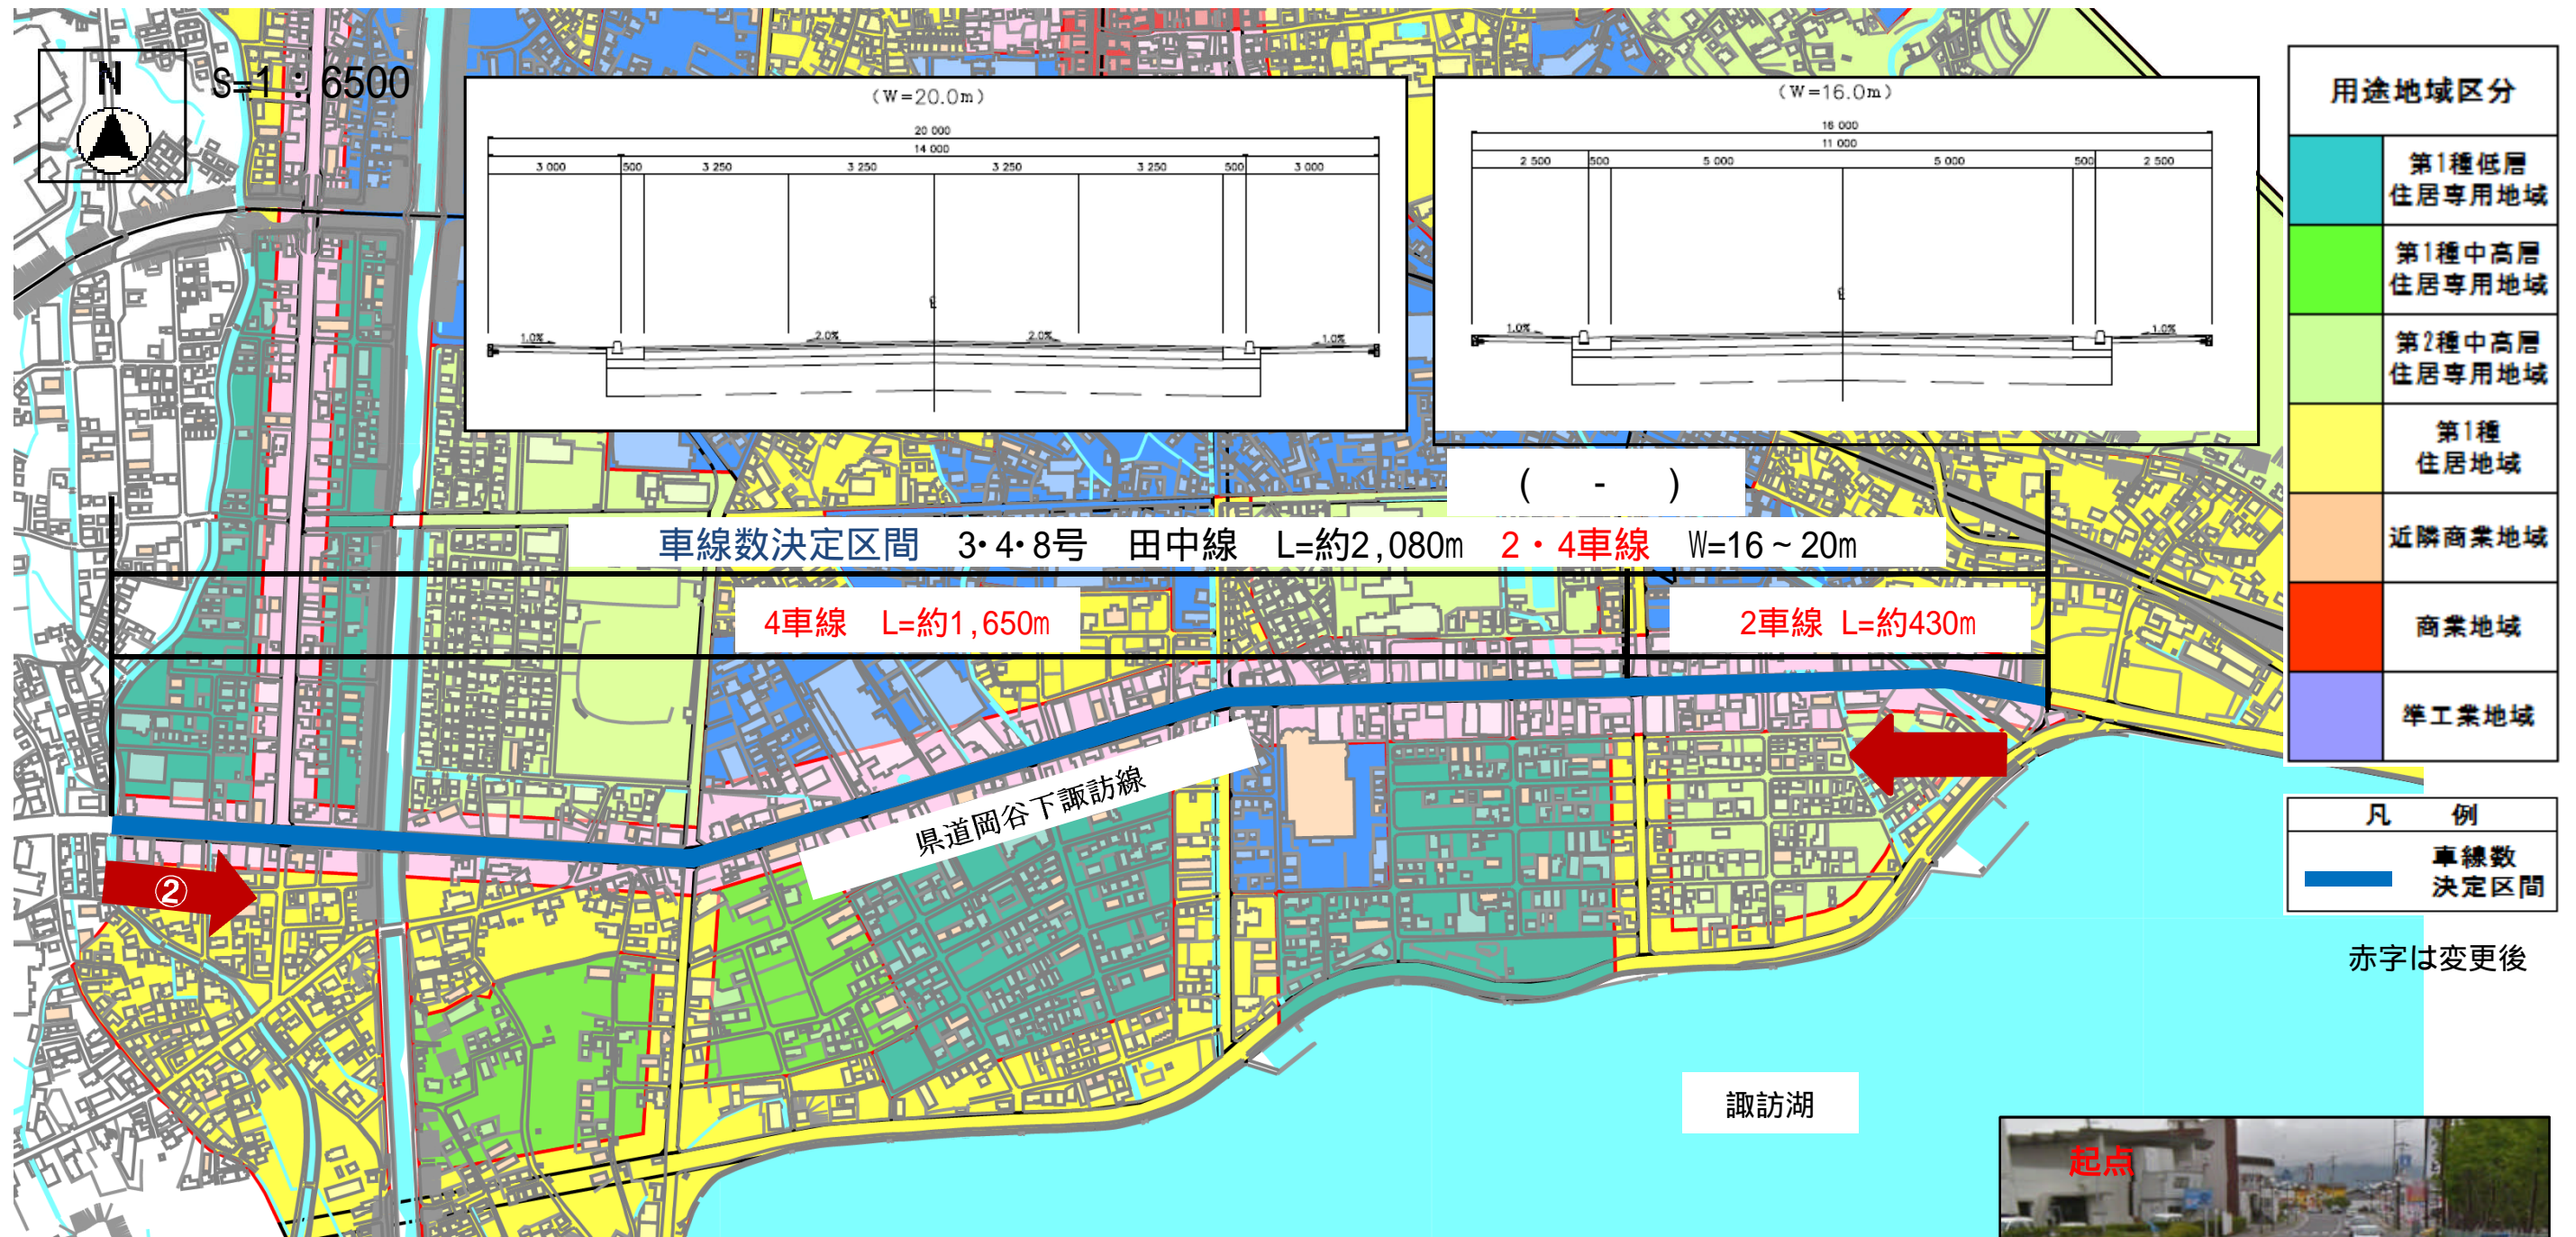 N
S=1：6500
(W=20.0m)
20 000
14 000
3 000 500 3 250 3 250 3 250 3 250 500 3 000
1.0% 2.0% 2.0% 1.0%
(W=16.0m)
16 000
11 000
2 500 500 5 000 5 000 500 2 500
1.0% 1.0%
( - )
車線数決定区間 3・4・8号 田中線 L=約2,080m 2・4車線 W=16～20m
4車線 L=約1,650m
2車線 L=約430m
県道岡谷下諏訪線
②
諏訪湖
用途地域区分
第1種低層
住居専用地域
第1種中高層
住居専用地域
第2種中高層
住居専用地域
第1種
住居地域
近隣商業地域
商業地域
準工業地域
凡 例
車線数
決定区間
赤字は変更後
起点